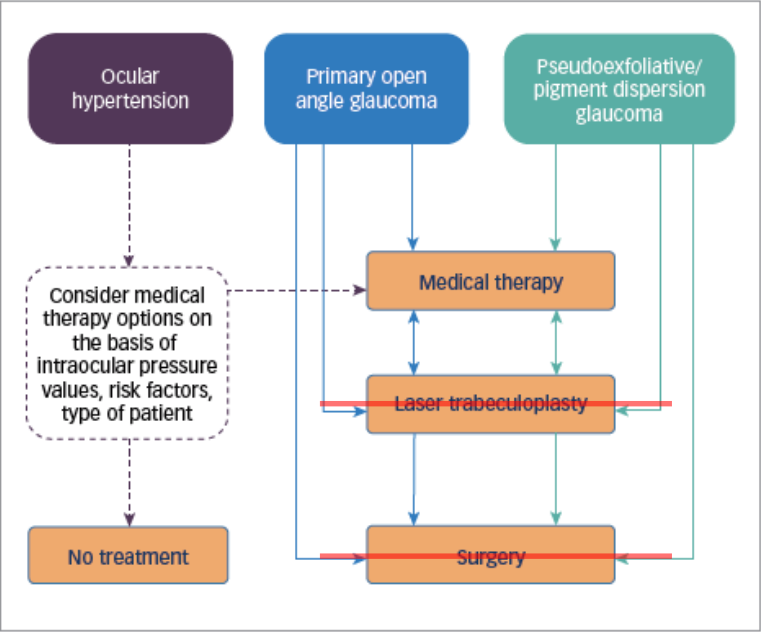 Ocular
hypertension
Primary open
angle glaucoma
Pseudoexfoliative/
pigment dispersion
glaucoma
Consider medical
therapy options on
the basis of
intraocular pressure
values, risk factors,
type of patient
Medical therapy
Laser trabeculoplasty
No treatment
Surgery